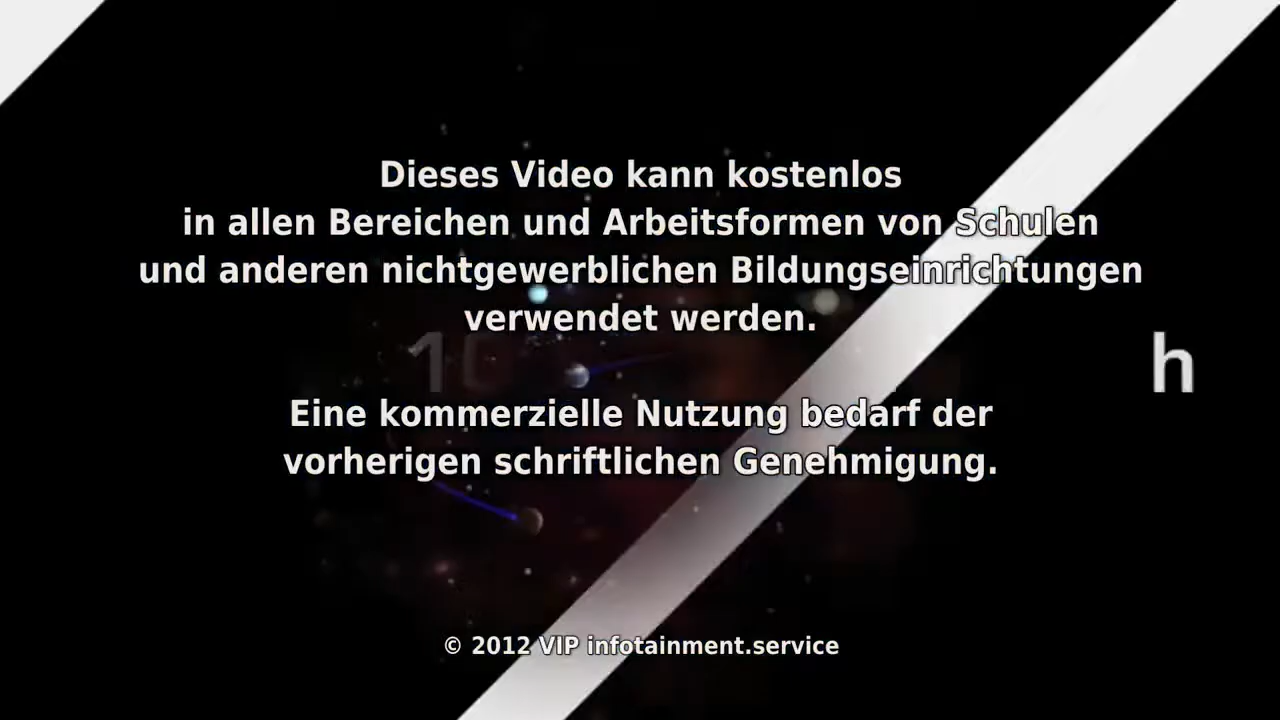 Dieses Video kann kostenlos
in allen Bereichen und Arbeitsformen von Schulen
und anderen nichtgewerblichen Bildungseinrichtungen
verwendet werden.
10 h
Eine kommerzielle Nutzung bedarf der
vorherigen schriftlichen Genehmigung.
© 2012 VIP infotainment.service